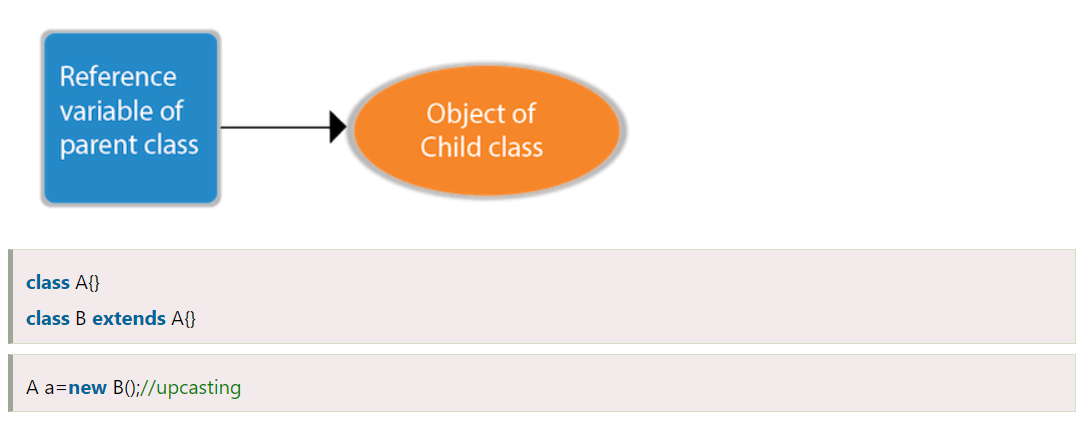 Reference
variable of
parent class
Object of
Child class
class A{}
class B extends A{}
A a=new B();//upcasting